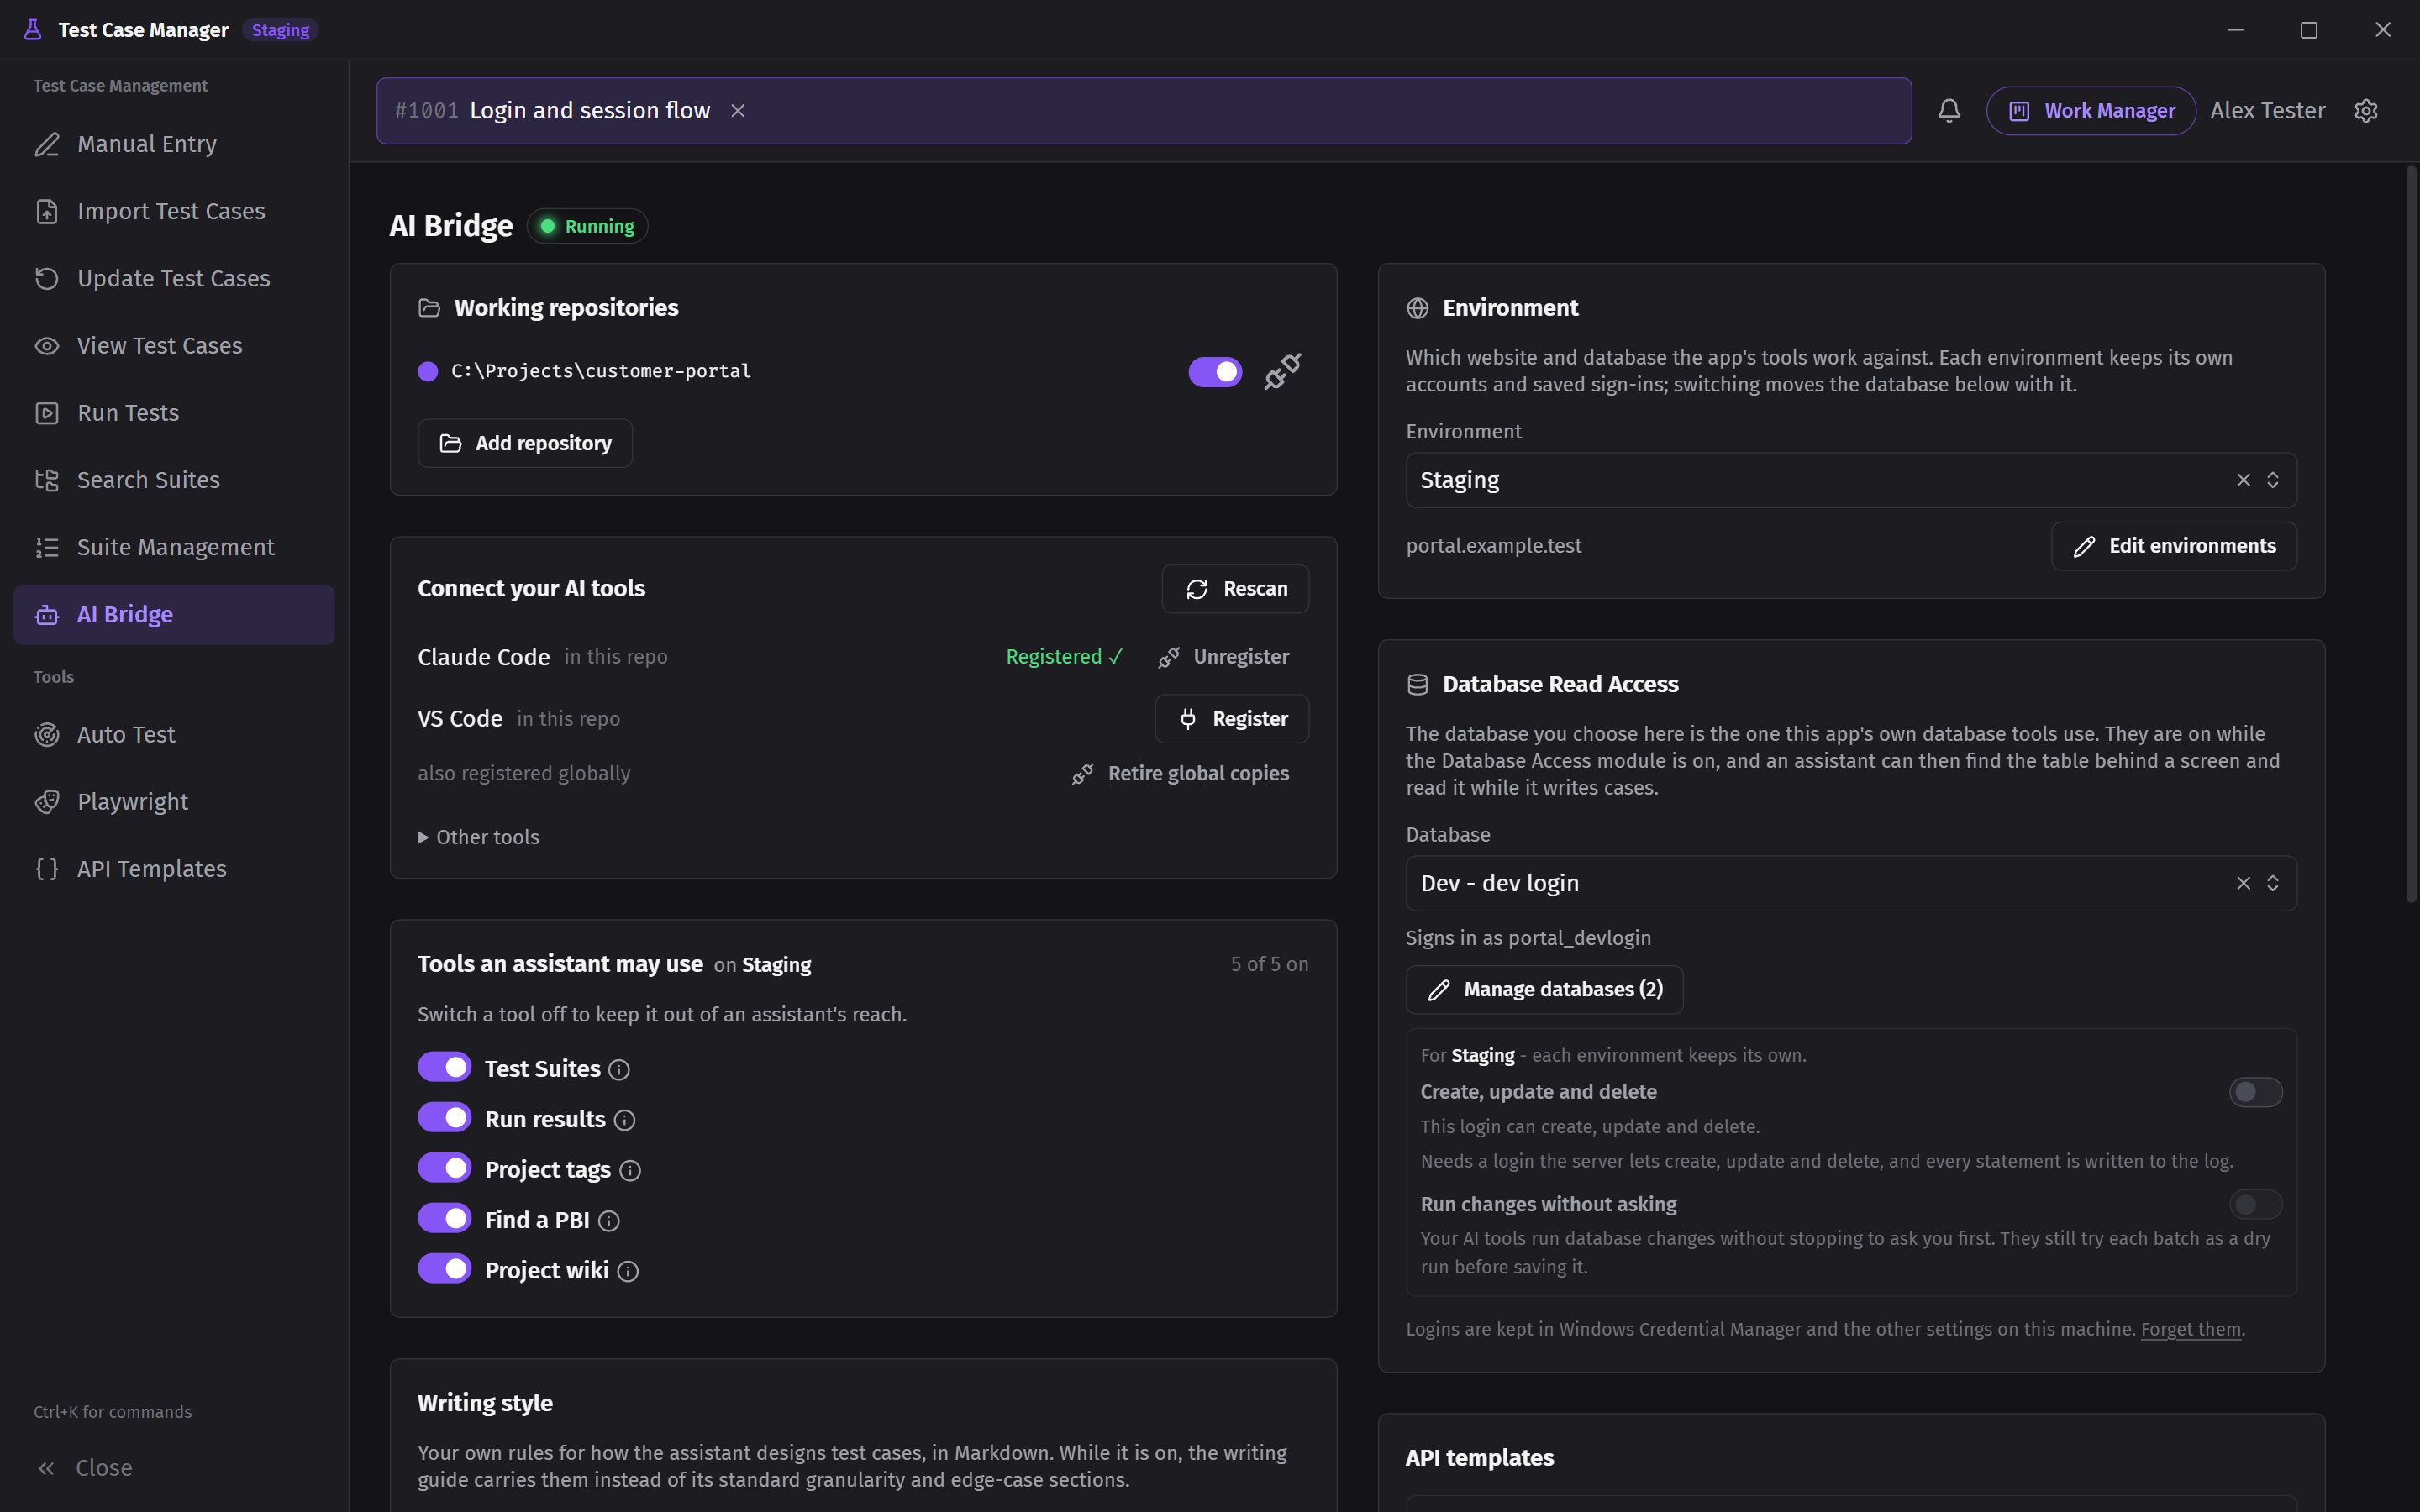 Test Case Manager Staging
Test Case Management
Manual Entry
Import Test Cases
Update Test Cases
View Test Cases
Run Tests
Search Suites
Suite Management
AI Bridge
Tools
Auto Test
Playwright
API Templates
Ctrl+K for commands
Close
#1001 Login and session flow
Work Manager
Alex Tester
AI Bridge Running
Working repositories
C:\Projects\customer-portal
Add repository
Connect your AI tools
Rescan
Claude Code in this repo Registered ✓ Unregister
VS Code in this repo Register
also registered globally Retire global copies
Other tools
Tools an assistant may use on Staging 5 of 5 on
Switch a tool off to keep it out of an assistant's reach.
Test Suites
Run results
Project tags
Find a PBI
Project wiki
Writing style
Your own rules for how the assistant designs test cases, in Markdown. While it is on, the writing
guide carries them instead of its standard granularity and edge-case sections.
Environment
Which website and database the app's tools work against. Each environment keeps its own
accounts and saved sign-ins; switching moves the database below with it.
Environment
Staging
portal.example.test
Edit environments
Database Read Access
The database you choose here is the one this app's own database tools use. They are on while
the Database Access module is on, and an assistant can then find the table behind a screen and
read it while it writes cases.
Database
Dev - dev login
Signs in as portal_devlogin
Manage databases (2)
For Staging - each environment keeps its own.
Create, update and delete
This login can create, update and delete.
Needs a login the server lets create, update and delete, and every statement is written to the log.
Run changes without asking
Your AI tools run database changes without stopping to ask you first. They still try each batch as a dry
run before saving it.
Logins are kept in Windows Credential Manager and the other settings on this machine. Forget them.
API templates